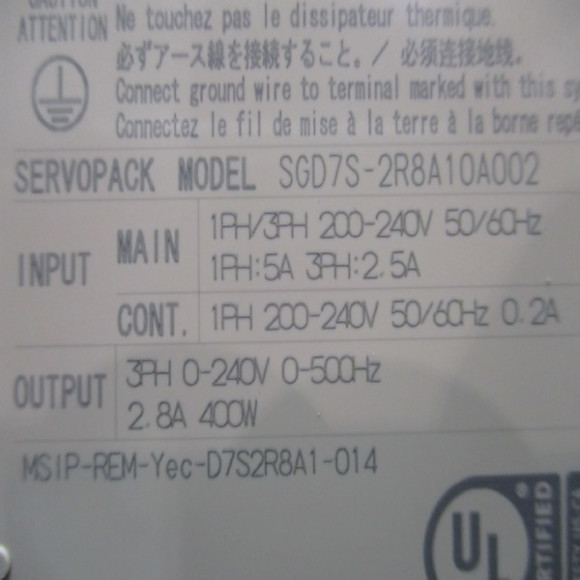 ATTENTION Ne touchez pas le dissipateur thermique.
必ずアース線を接続すること。/ 必须连接地线。
Connect ground wire to terminal marked with this
Connectez le fil de mise à la terre à la borne
SERVOPACK MODEL SGD7S-2R8A10A002
INPUT MAIN 1PH/3PH 200-240V 50/60Hz
1PH:5A 3PH:2.5A
CONT. 1PH 200-240V 50/60Hz 0.2A
OUTPUT 3PH 0-240V 0-500Hz
2.8A 400W
MSIP-REM-Yec-D7S2R8A1-014
UL ®